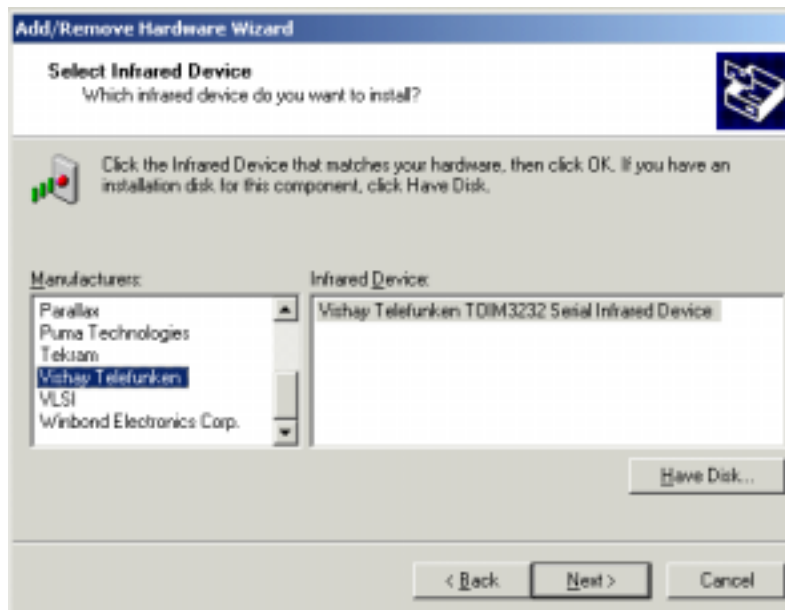 Add/Remove Hardware Wizard
Select Infrared Device
Which infrared device do you want to install?
Click the Infrared Device that matches your hardware, then click OK. If you have an
installation disk for this component, click Have Disk.
Manufacturers:
Infrared Device:
Parallax
Puma Technologies
Tekram
Vishay Telefunken
VLSI
Winbond Electronics Corp.
Vishay Telefunken TOIM3232 Serial Infrared Device
Have Disk...
< Back
Next >
Cancel